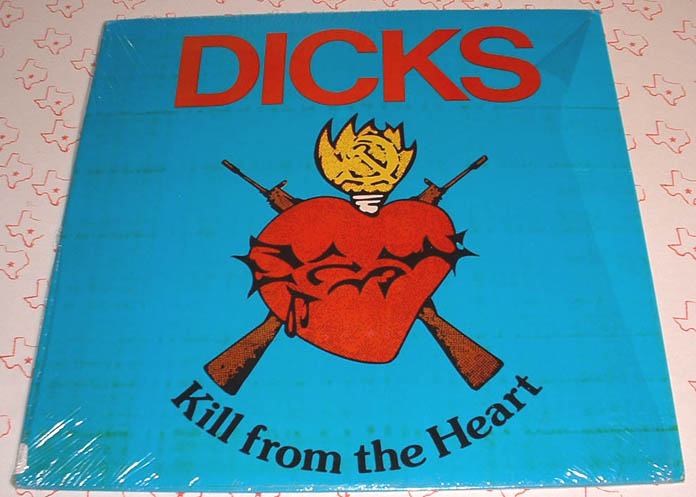 DICKS
Kill from the Heart